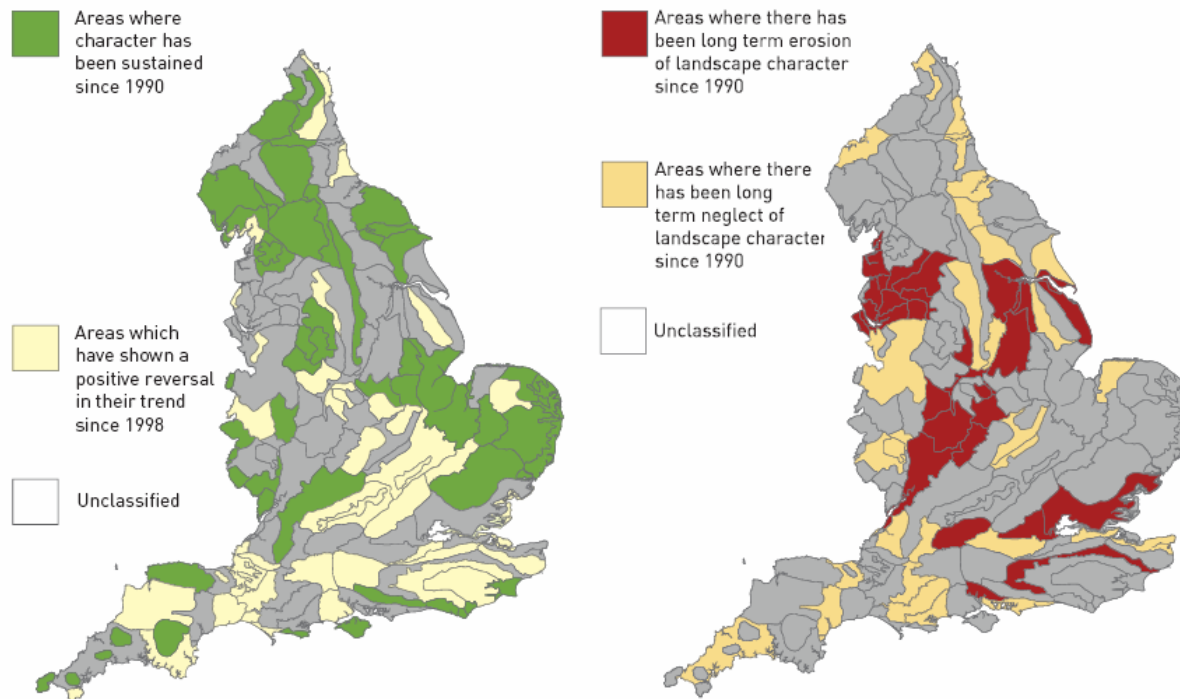 Areas where
character has
been sustained
since 1990
Areas which
have shown a
positive reversal
in their trend
since 1998
Unclassified
Areas where there has
been long term erosion
of landscape character
since 1990
Areas where there
has been long
term neglect of
landscape character
since 1990
Unclassified